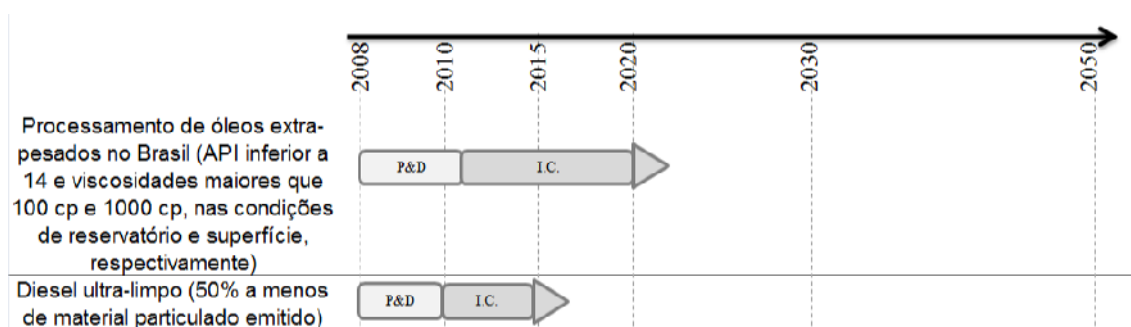 2008 2010 2015 2020 2030 2050
Processamento de óleos extra-
pesados no Brasil (API inferior a
14 e viscosidades maiores que
100 cp e 1000 cp, nas condições
de reservatório e superfície,
respectivamente)
P&D I.C.
Diesel ultra-limpo (50% a menos
de material particulado emitido)
P&D I.C.